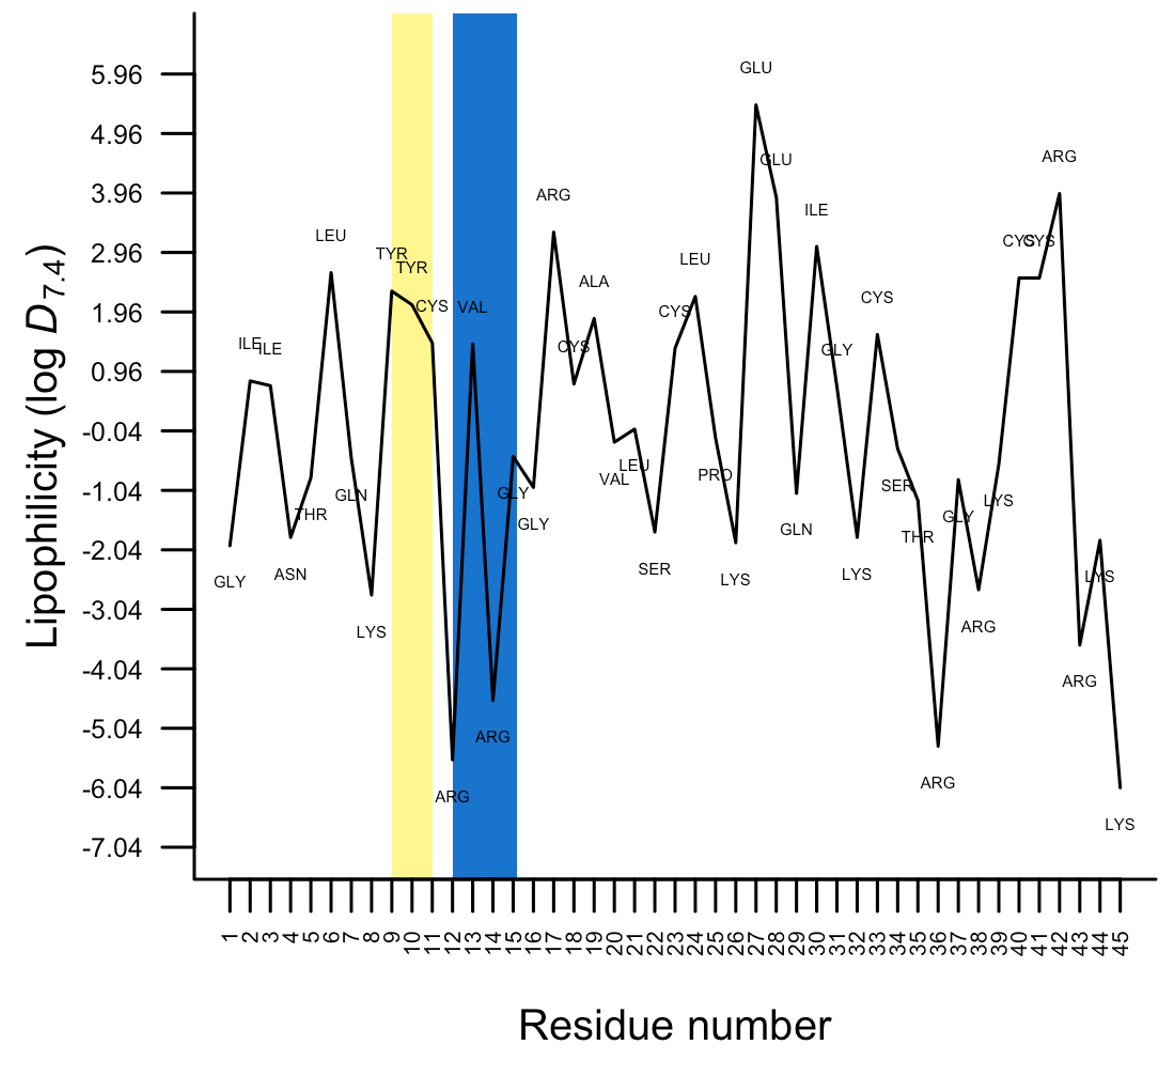 GLU
5.96
4.96
GLU
ARG
3.96
ARG
ILE
2.96
LEU
TYR
TYR
LEU
CYS
CYS
ALA
CYS
1.96
CYS
VAL
CYS
ILE
ILE
CYS
GLY
0.96
-0.04
LEU
VAL
PRO
-1.04
GLN
GLY
SER
LYS
THR
GLY
GLN
GLY
THR
-2.04
GLY
ASN
SER
LYS
LYS
LYS
-3.04
LYS
ARG
-4.04
ARG
-5.04
ARG
-6.04
ARG
ARG
LYS
-7.04
Lipophilicity (log D7.4)
1 2 3 4 5 6 7 8 9 10 11 12 13 14 15 16 17 18 19 20 21 22 23 24 25 26 27 28 29 30 31 32 33 34 35 36 37 38 39 40 41 42 43 44 45
Residue number